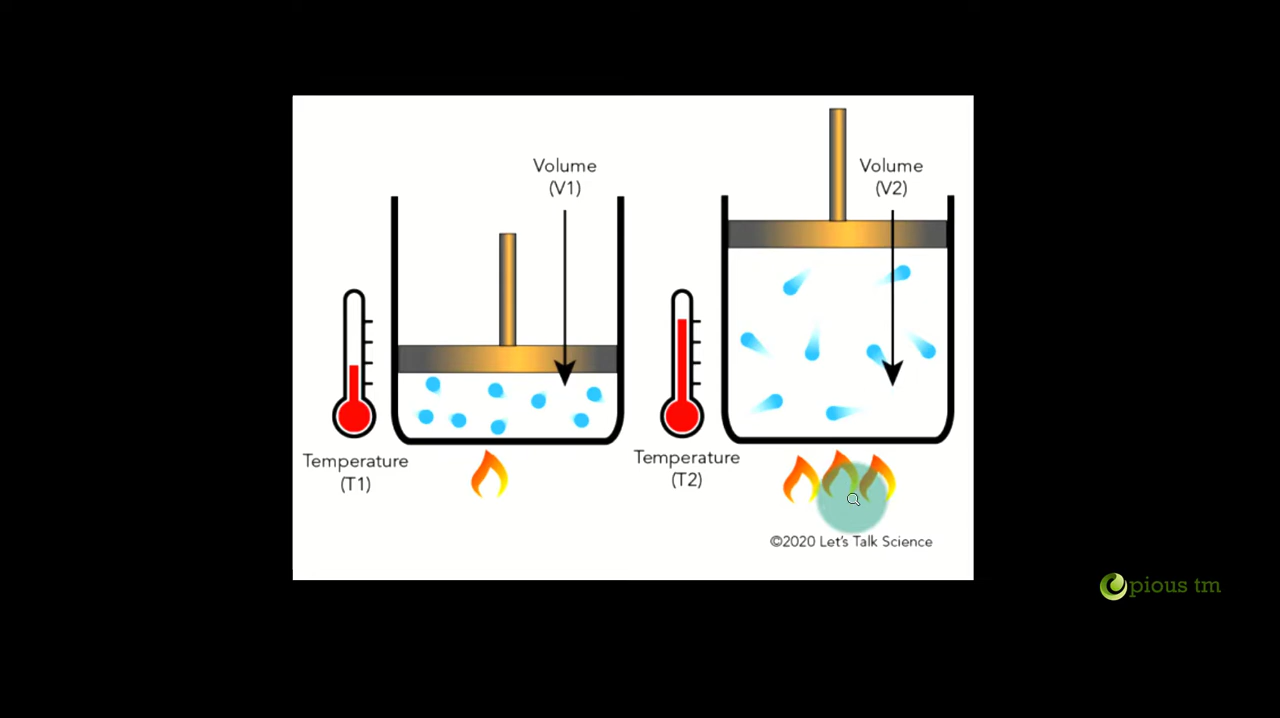 Volume
(V1)
Volume
(V2)
Temperature
(T1)
Temperature
(T2)
©2020 Let's Talk Science
pious tm